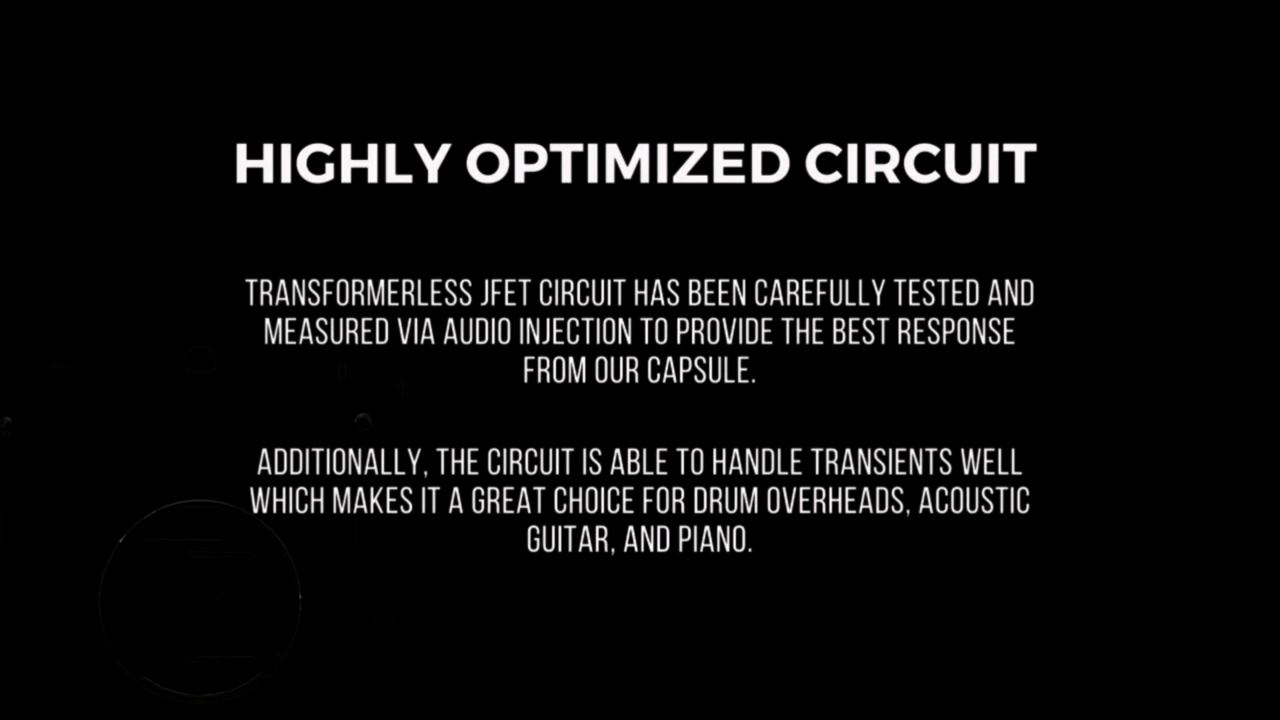 HIGHLY OPTIMIZED CIRCUIT
TRANSFORMERLESS JFET CIRCUIT HAS BEEN CAREFULLY TESTED AND
MEASURED VIA AUDIO INJECTION TO PROVIDE THE BEST RESPONSE
FROM OUR CAPSULE.
ADDITIONALLY, THE CIRCUIT IS ABLE TO HANDLE TRANSIENTS WELL
WHICH MAKES IT A GREAT CHOICE FOR DRUM OVERHEADS, ACOUSTIC
GUITAR, AND PIANO.